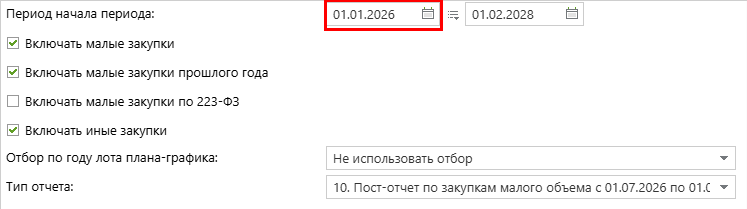 Период начала периода: 01.01.2026 01.02.2028
Включать малые закупки
Включать малые закупки прошлого года
Включать малые закупки по 223-ФЗ
Включать иные закупки
Отбор по году лота плана-графика: Не использовать отбор
Тип отчета: 10. Пост-отчет по закупкам малого объема с 01.07.2026 по 01.0